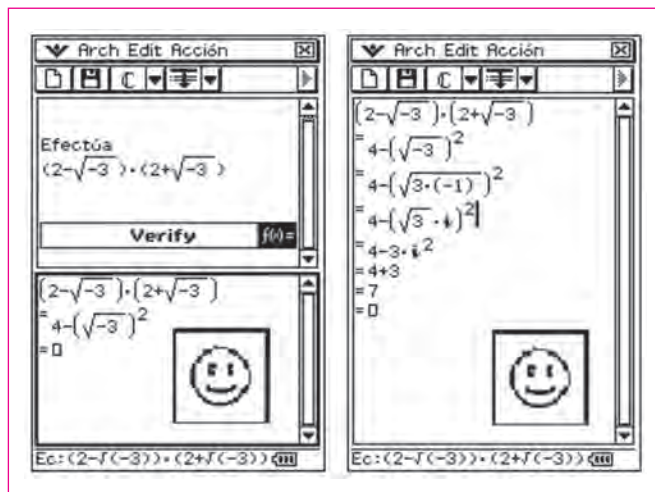 Arch Edit Acción
Efectúa
(2-√-3)·(2+√-3)
Verify f(x)=
(2-√-3)·(2+√-3)
= 4-(√-3)²
=□
Ec.:(2-√(-3))·(2+√(-3))
Arch Edit Acción
(2-√-3)·(2+√-3)
= 4-(√-3)²
= 4-(√3·(-1))²
= 4-(√3·i)²
= 4-3·i²
=4+3
=7
=□
Ec.:(2-√(-3))·(2+√(-3))